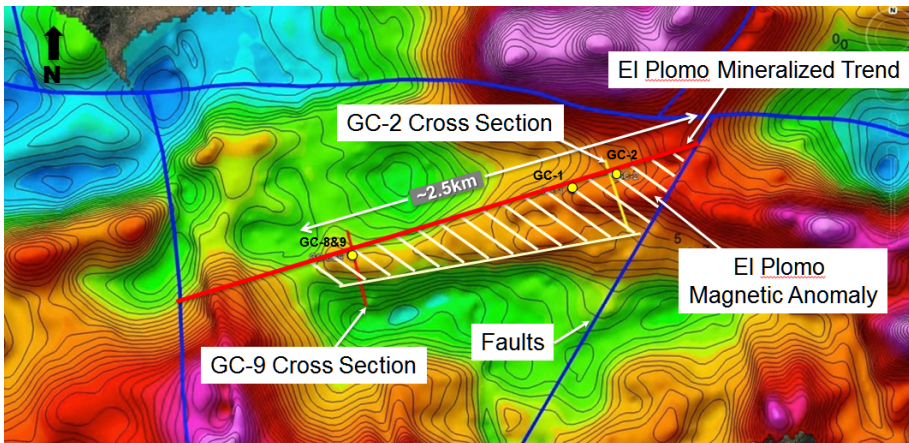 N
El Plomo Mineralized Trend
GC-2 Cross Section
GC-2
GC-1
~2.5km
GC-8&9
5
El Plomo
Magnetic Anomaly
Faults
GC-9 Cross Section